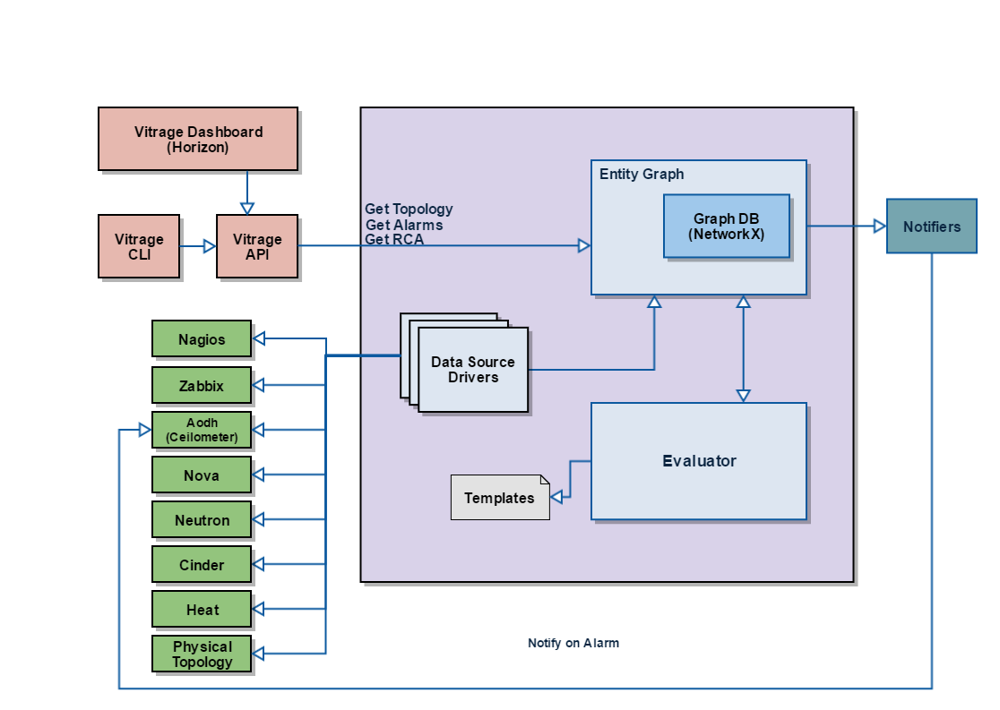 Vitrage Dashboard
(Horizon)
Vitrage
CLI
Vitrage
API
Get Topology
Get Alarms
Get RCA
Entity Graph
Graph DB
(NetworkX)
Notifiers
Nagios
Zabbix
Aodh
(Ceilometer)
Nova
Neutron
Cinder
Heat
Physical
Topology
Data Source
Drivers
Templates
Evaluator
Notify on Alarm